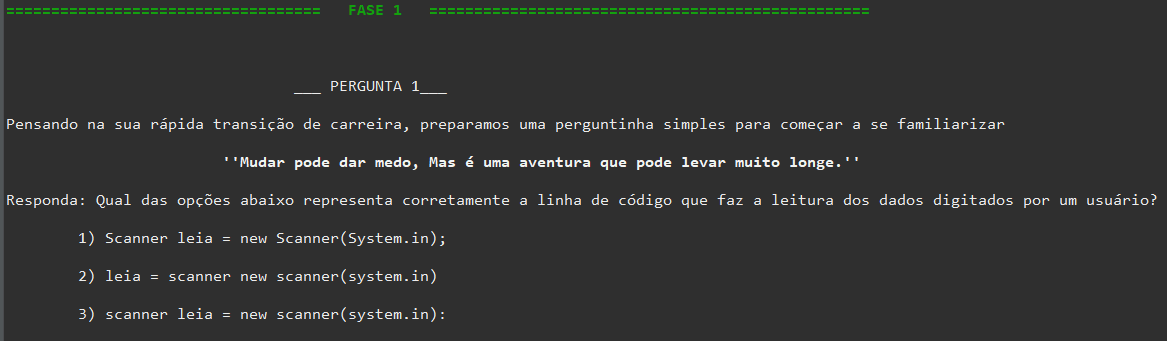 =================================== FASE 1 =================================================
___ PERGUNTA 1___
Pensando na sua rápida transição de carreira, preparamos uma perguntinha simples para começar a se familiarizar
''Mudar pode dar medo, Mas é uma aventura que pode levar muito longe.''
Responda: Qual das opções abaixo representa corretamente a linha de código que faz a leitura dos dados digitados por um usuário?
1) Scanner leia = new Scanner(System.in);
2) leia = scanner new scanner(system.in)
3) scanner leia = new scanner(system.in):